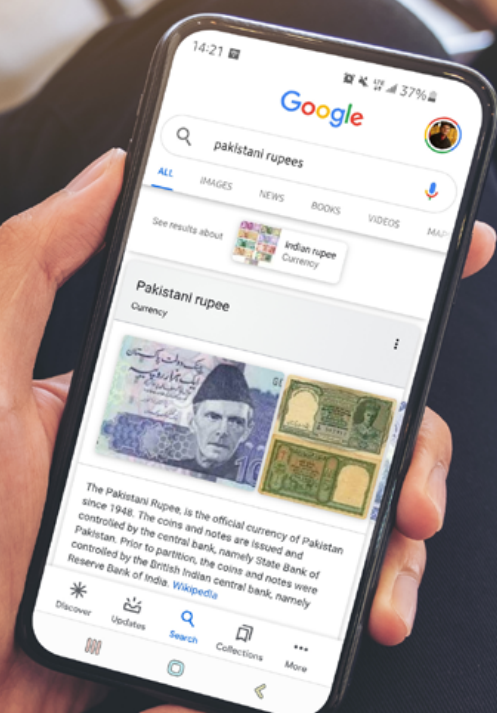 14:21
37%
Google
pakistani rupees
ALL IMAGES NEWS BOOKS VIDEOS
See results about
Indian rupee
Currency
Pakistani rupee
Currency
The Pakistani Rupee, is the official currency of Pakistan
since 1948. The coins and notes are issued and
controlled by the central bank, namely State Bank of
Pakistan. Prior to partition, the coins and notes were
controlled by the British Indian central bank, namely
Reserve Bank of India. Wikipedia
Discover Updates Search Collections More